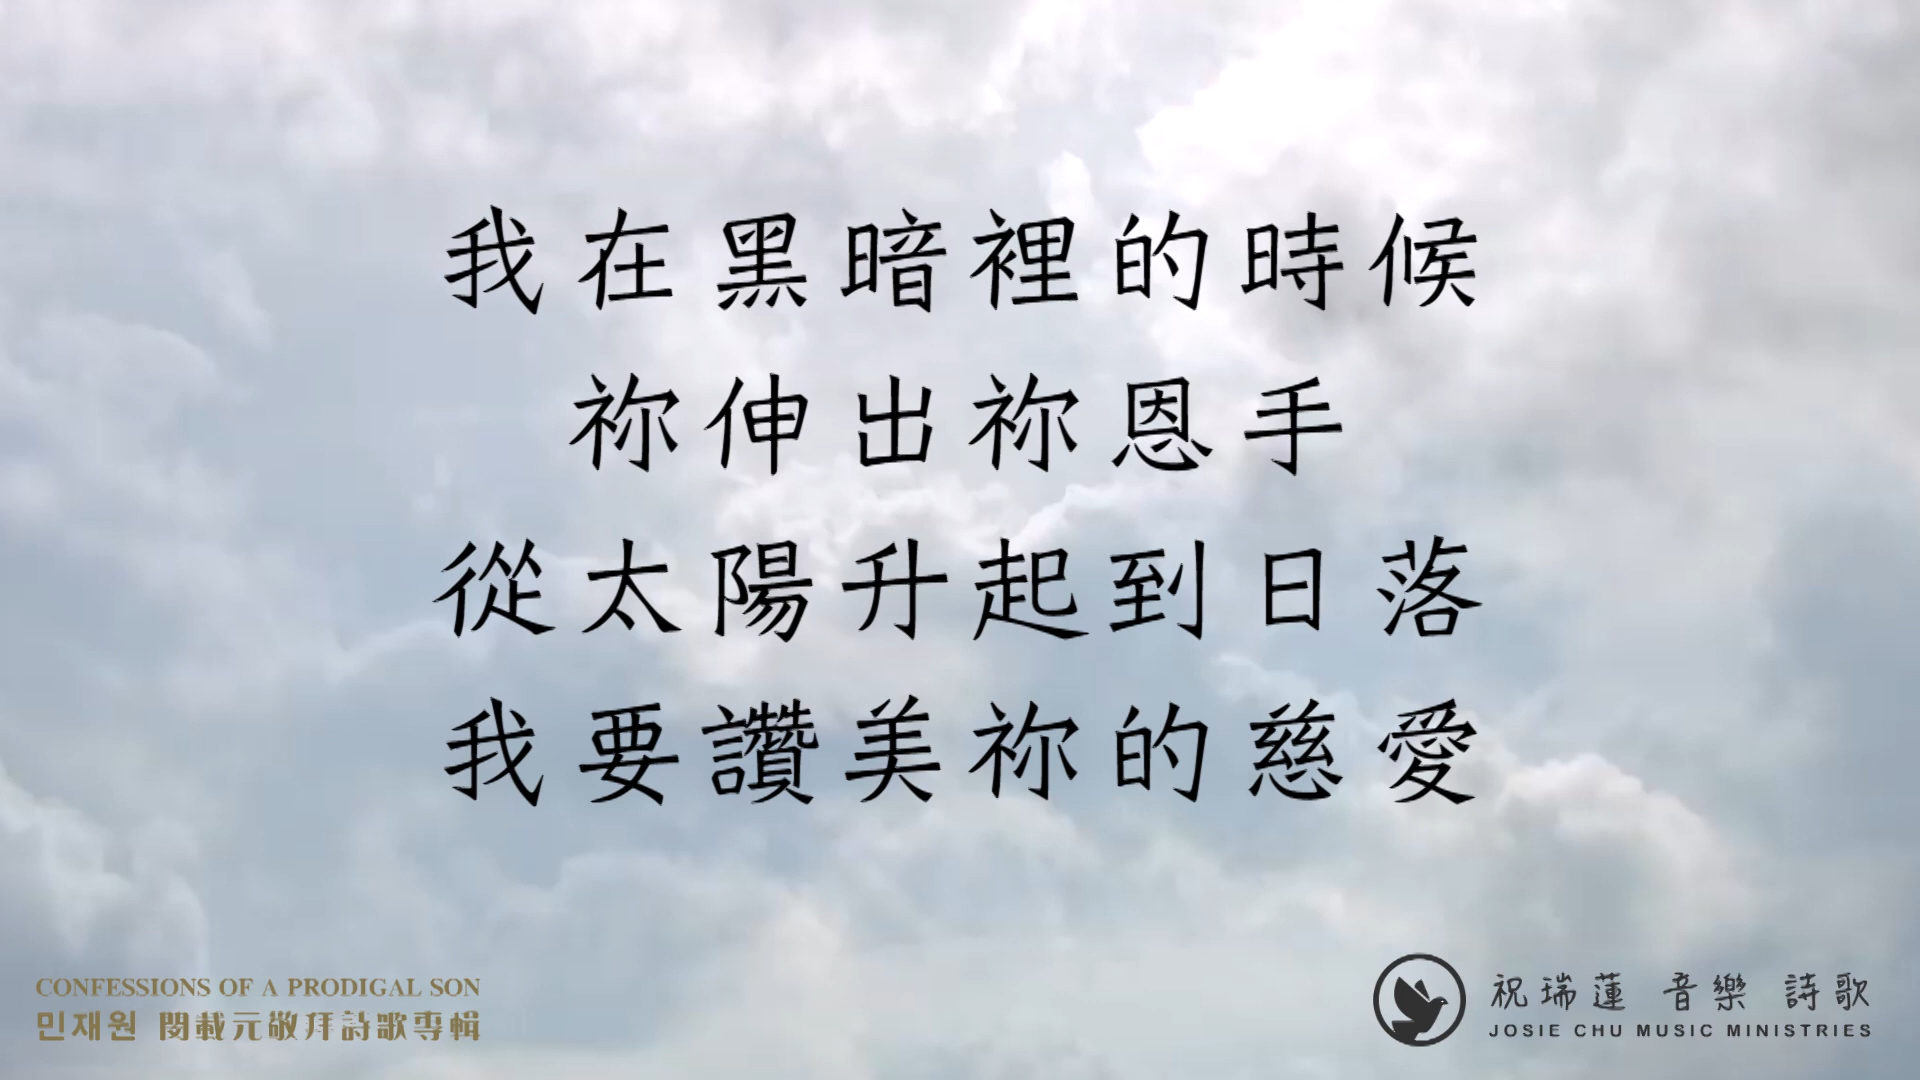 我在黑暗裡的時候
祢伸出祢恩手
從太陽升起到日落
我要讚美祢的慈愛
CONFESSIONS OF A PRODIGAL SON
민재원 閔載元敬拜詩歌專輯
祝瑞蓮 音樂 詩歌
JOSIE CHU MUSIC MINISTRIES